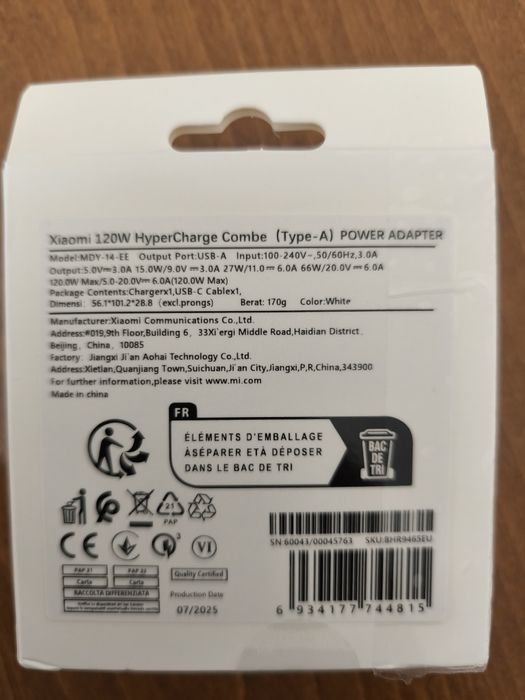 Xiaomi 120W HyperCharge Combe (Type-A) POWER ADAPTER
Model:MDY-14-EE Output Port:USB-A Input:100-240V~,50/60Hz,3.0A
Output:5.0V⎓3.0A 15.0W/9.0V ⎓3.0A 27W/11.0⎓ 6.0A 66W/20.0V⎓6.0A
120.0W Max/5.0-20.0V⎓ 6.0A(120.0W Max)
Package Contents:Chargerx1,USB-C Cablex1,
Dimensi: 56.1*101.2*28.8 (excl.prongs) Berat: 170g Color:White
Manufacturer:Xiaomi Communications Co.,Ltd.
Address:#019,9th Floor,Building 6, 33Xi'ergi Middle Road,Haidian District,
Beijing, China, 10085
Factory: Jiangxi Ji'an Aohai Technology Co.,Ltd.
Address:Xietian,Quanjiang Town,Suichuan,Ji'an City,Jiangxi,P,R,China,343900
For further information,please visit www.mi.com
Made in china
FR
ÉLÉMENTS D'EMBALLAGE
ÀSÉPARER ETÀ DÉPOSER
DANS LE BAC DE TRI
BAC
DE
TRI
21
PAP
CE
3
VI
SN 60043/00045763 SKU:BHR9465EU
PAP 21 PAP 22
Carta Carta
RACCOLTA DIFFERENZIATA
Quality Certified
Production Date
07/2025
6 934177 744815